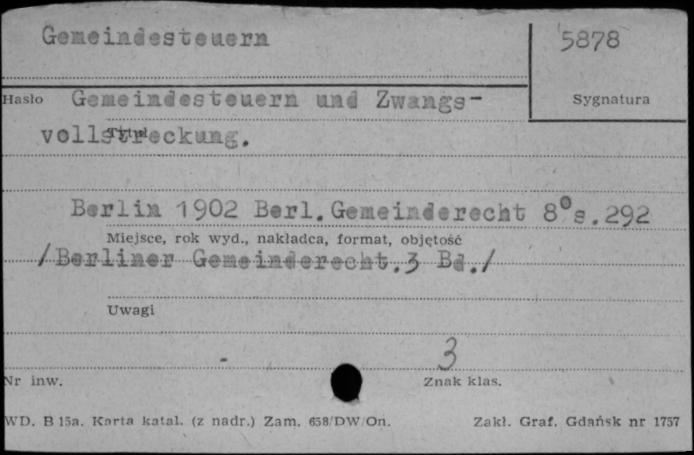 Gemeindesteuern 5878
Hasło Gemeindesteuern und Zwangs- Sygnatura
Tytuł
vollstreckung.
Berlin 1902 Berl. Gemeinderecht 8° s. 292
Miejsce, rok wyd., nakładca, format, objętość
/Berliner Gemeinderecht. 3 Bd./
Uwagi
- 3
Nr inw. Znak klas.
WD. B 15a. Karta katal. (z nadr.) Zam. 658/DW/On. Zakł. Graf. Gdańsk nr 1757